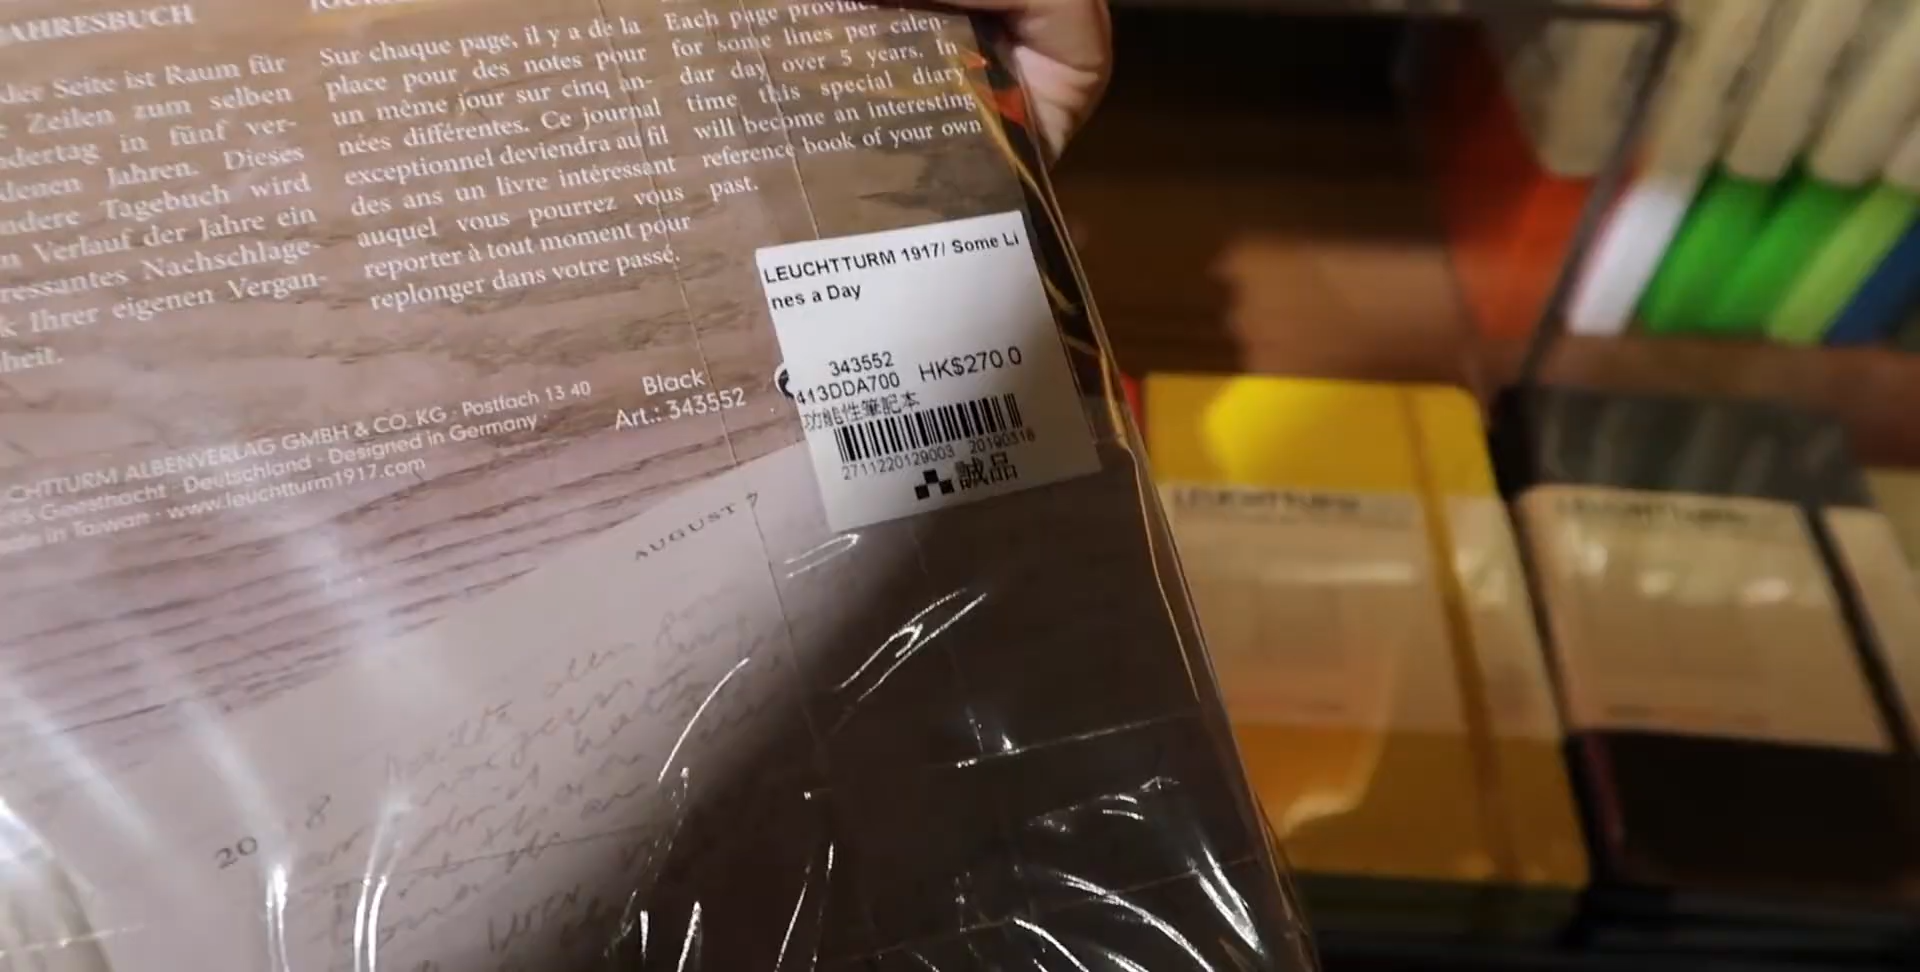 AHRESBUCH
der Seite ist Raum für
Zeilen zum selben
dertag in fünf ver-
denen Jahren. Dieses
ndere Tagebuch wird
n Verlauf der Jahre ein
ressantes Nachschlage-
k Ihrer eigenen Vergan-
heit.
Sur chaque page, il y a de la
place pour des notes pour
un même jour sur cinq an-
nées différentes. Ce journal
exceptionnel deviendra au fil
des ans un livre intéressant
auquel vous pourrez vous
reporter à tout moment pour
replonger dans votre passé.
Each page provide
for some lines per calen-
dar day over 5 years. In
time this special diary
will become an interesting
reference book of your own
past.
CHTTURM ALBENVERLAG GMBH & CO. KG · Postfach 13 40
Geesthacht · Deutschland · Designed in Germany
in Taiwan · www.leuchtturm1917.com
Black
Art.: 343552
LEUCHTTURM 1917/ Some Li
nes a Day
343552
413DDA700 HK$270.0
功能性筆記本
2711220129003 20190318
誠品
AUGUST 7
20 8